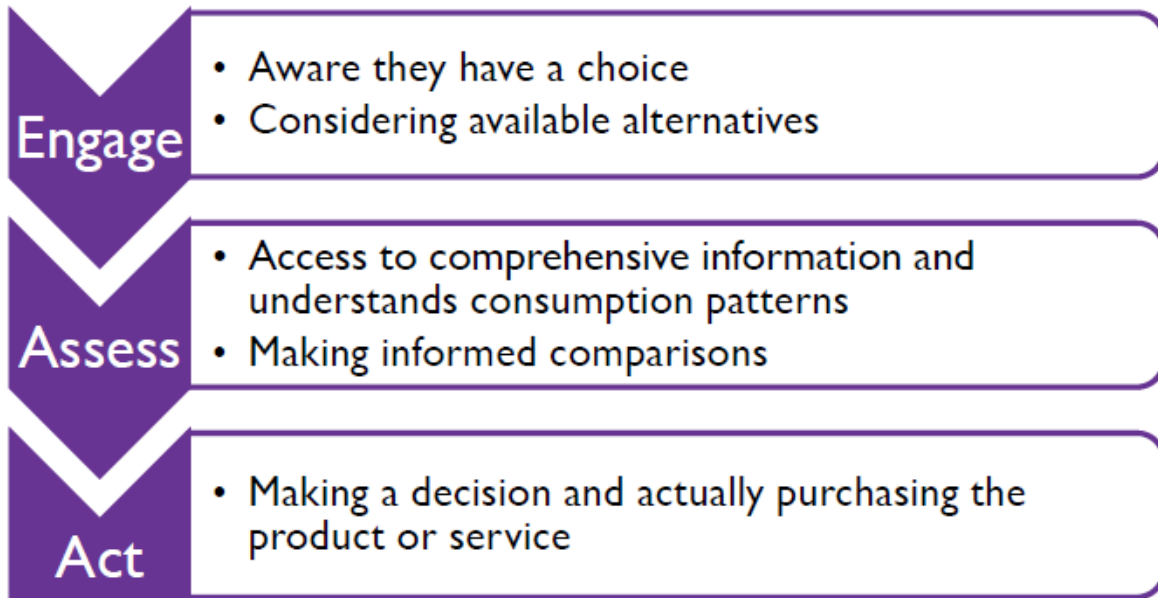 Engage
• Aware they have a choice
• Considering available alternatives
Assess
• Access to comprehensive information and
understands consumption patterns
• Making informed comparisons
Act
• Making a decision and actually purchasing the
product or service